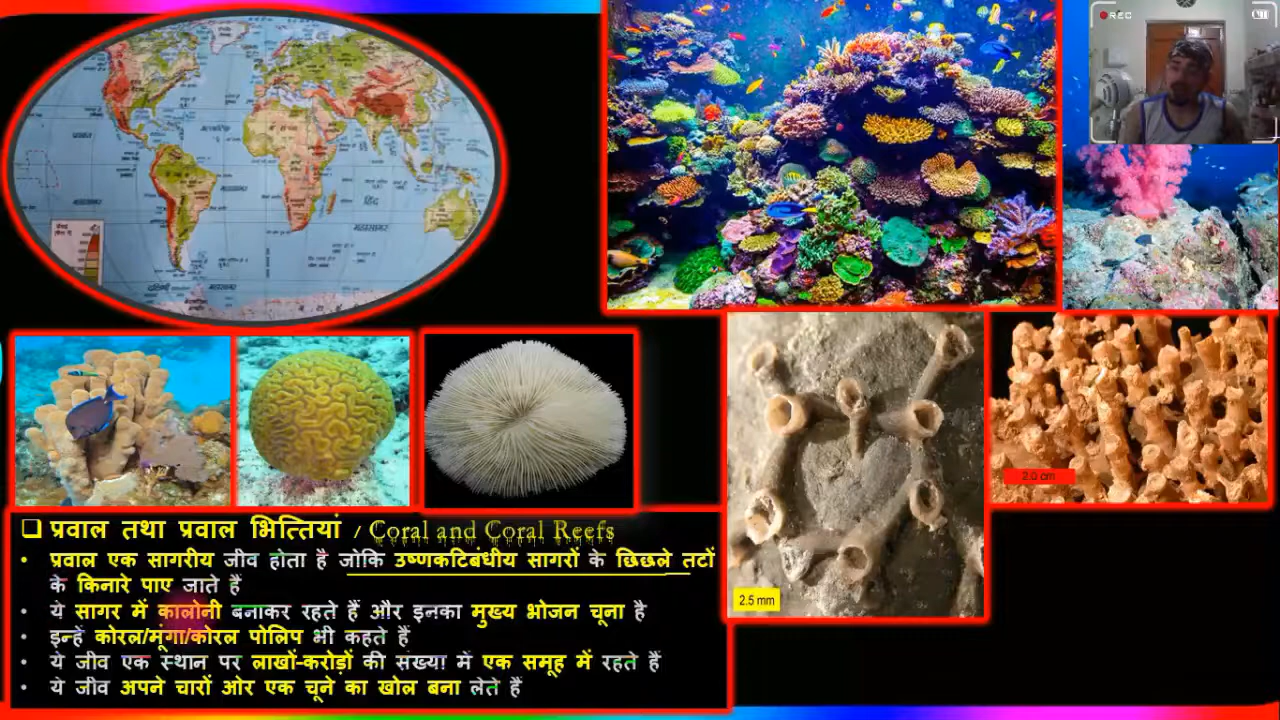 REC
2.0 cm
2.5 mm
❑ प्रवाल तथा प्रवाल भित्तियां / Coral and Coral Reefs
• प्रवाल एक सागरीय जीव होता है जोकि उष्णकटिबंधीय सागरों के छिछले तटों
के किनारे पाए जाते हैं
• ये सागर में कालोनी बनाकर रहते हैं और इनका मुख्य भोजन चूना है
• इन्हें कोरल/मूंगा/कोरल पोलिप भी कहते हैं
• ये जीव एक स्थान पर लाखों-करोड़ों की संख्या में एक समूह में रहते हैं
• ये जीव अपने चारों ओर एक चूने का खोल बना लेते हैं